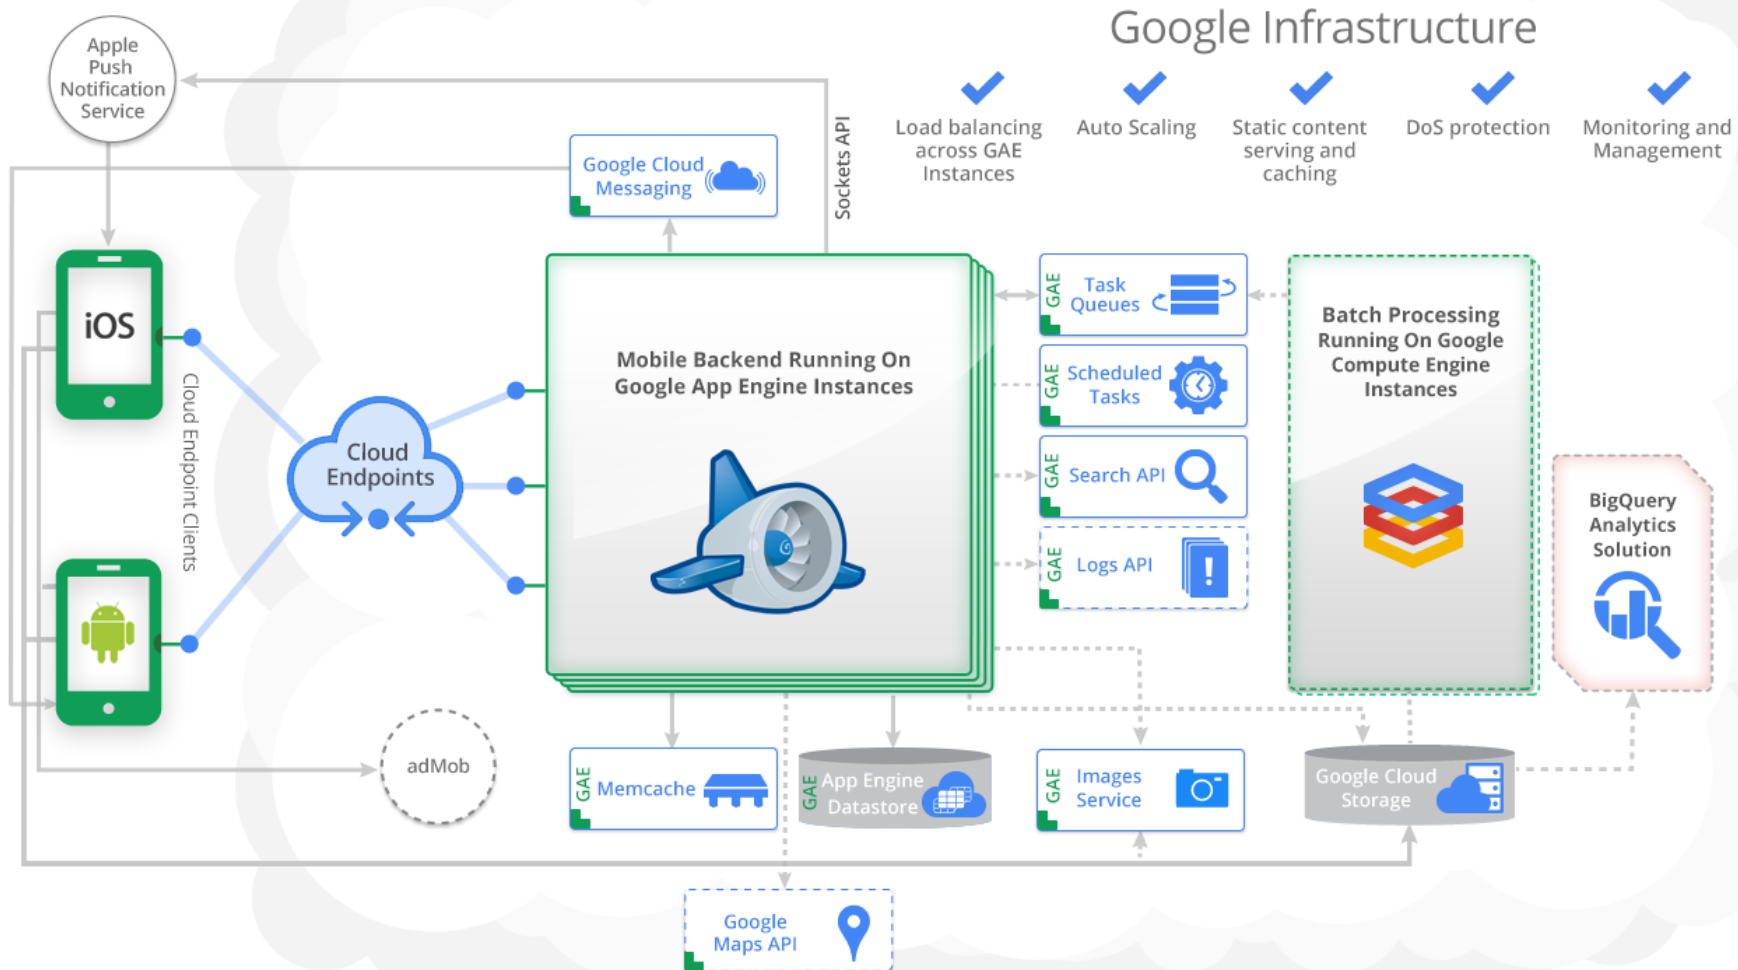 Google Infrastructure
Apple
Push
Notification
Service
Load balancing
across GAE
Instances
Auto Scaling
Static content
serving and
caching
DoS protection
Monitoring and
Management
Google Cloud
Messaging
Sockets API
iOS
Cloud Endpoint Clients
Cloud
Endpoints
Mobile Backend Running On
Google App Engine Instances
GAE
Task
Queues
GAE
Scheduled
Tasks
GAE
Search API
GAE
Logs API
Batch Processing
Running On Google
Compute Engine
Instances
BigQuery
Analytics
Solution
adMob
GAE
Memcache
GAE
App Engine
Datastore
GAE
Images
Service
Google Cloud
Storage
Google
Maps API